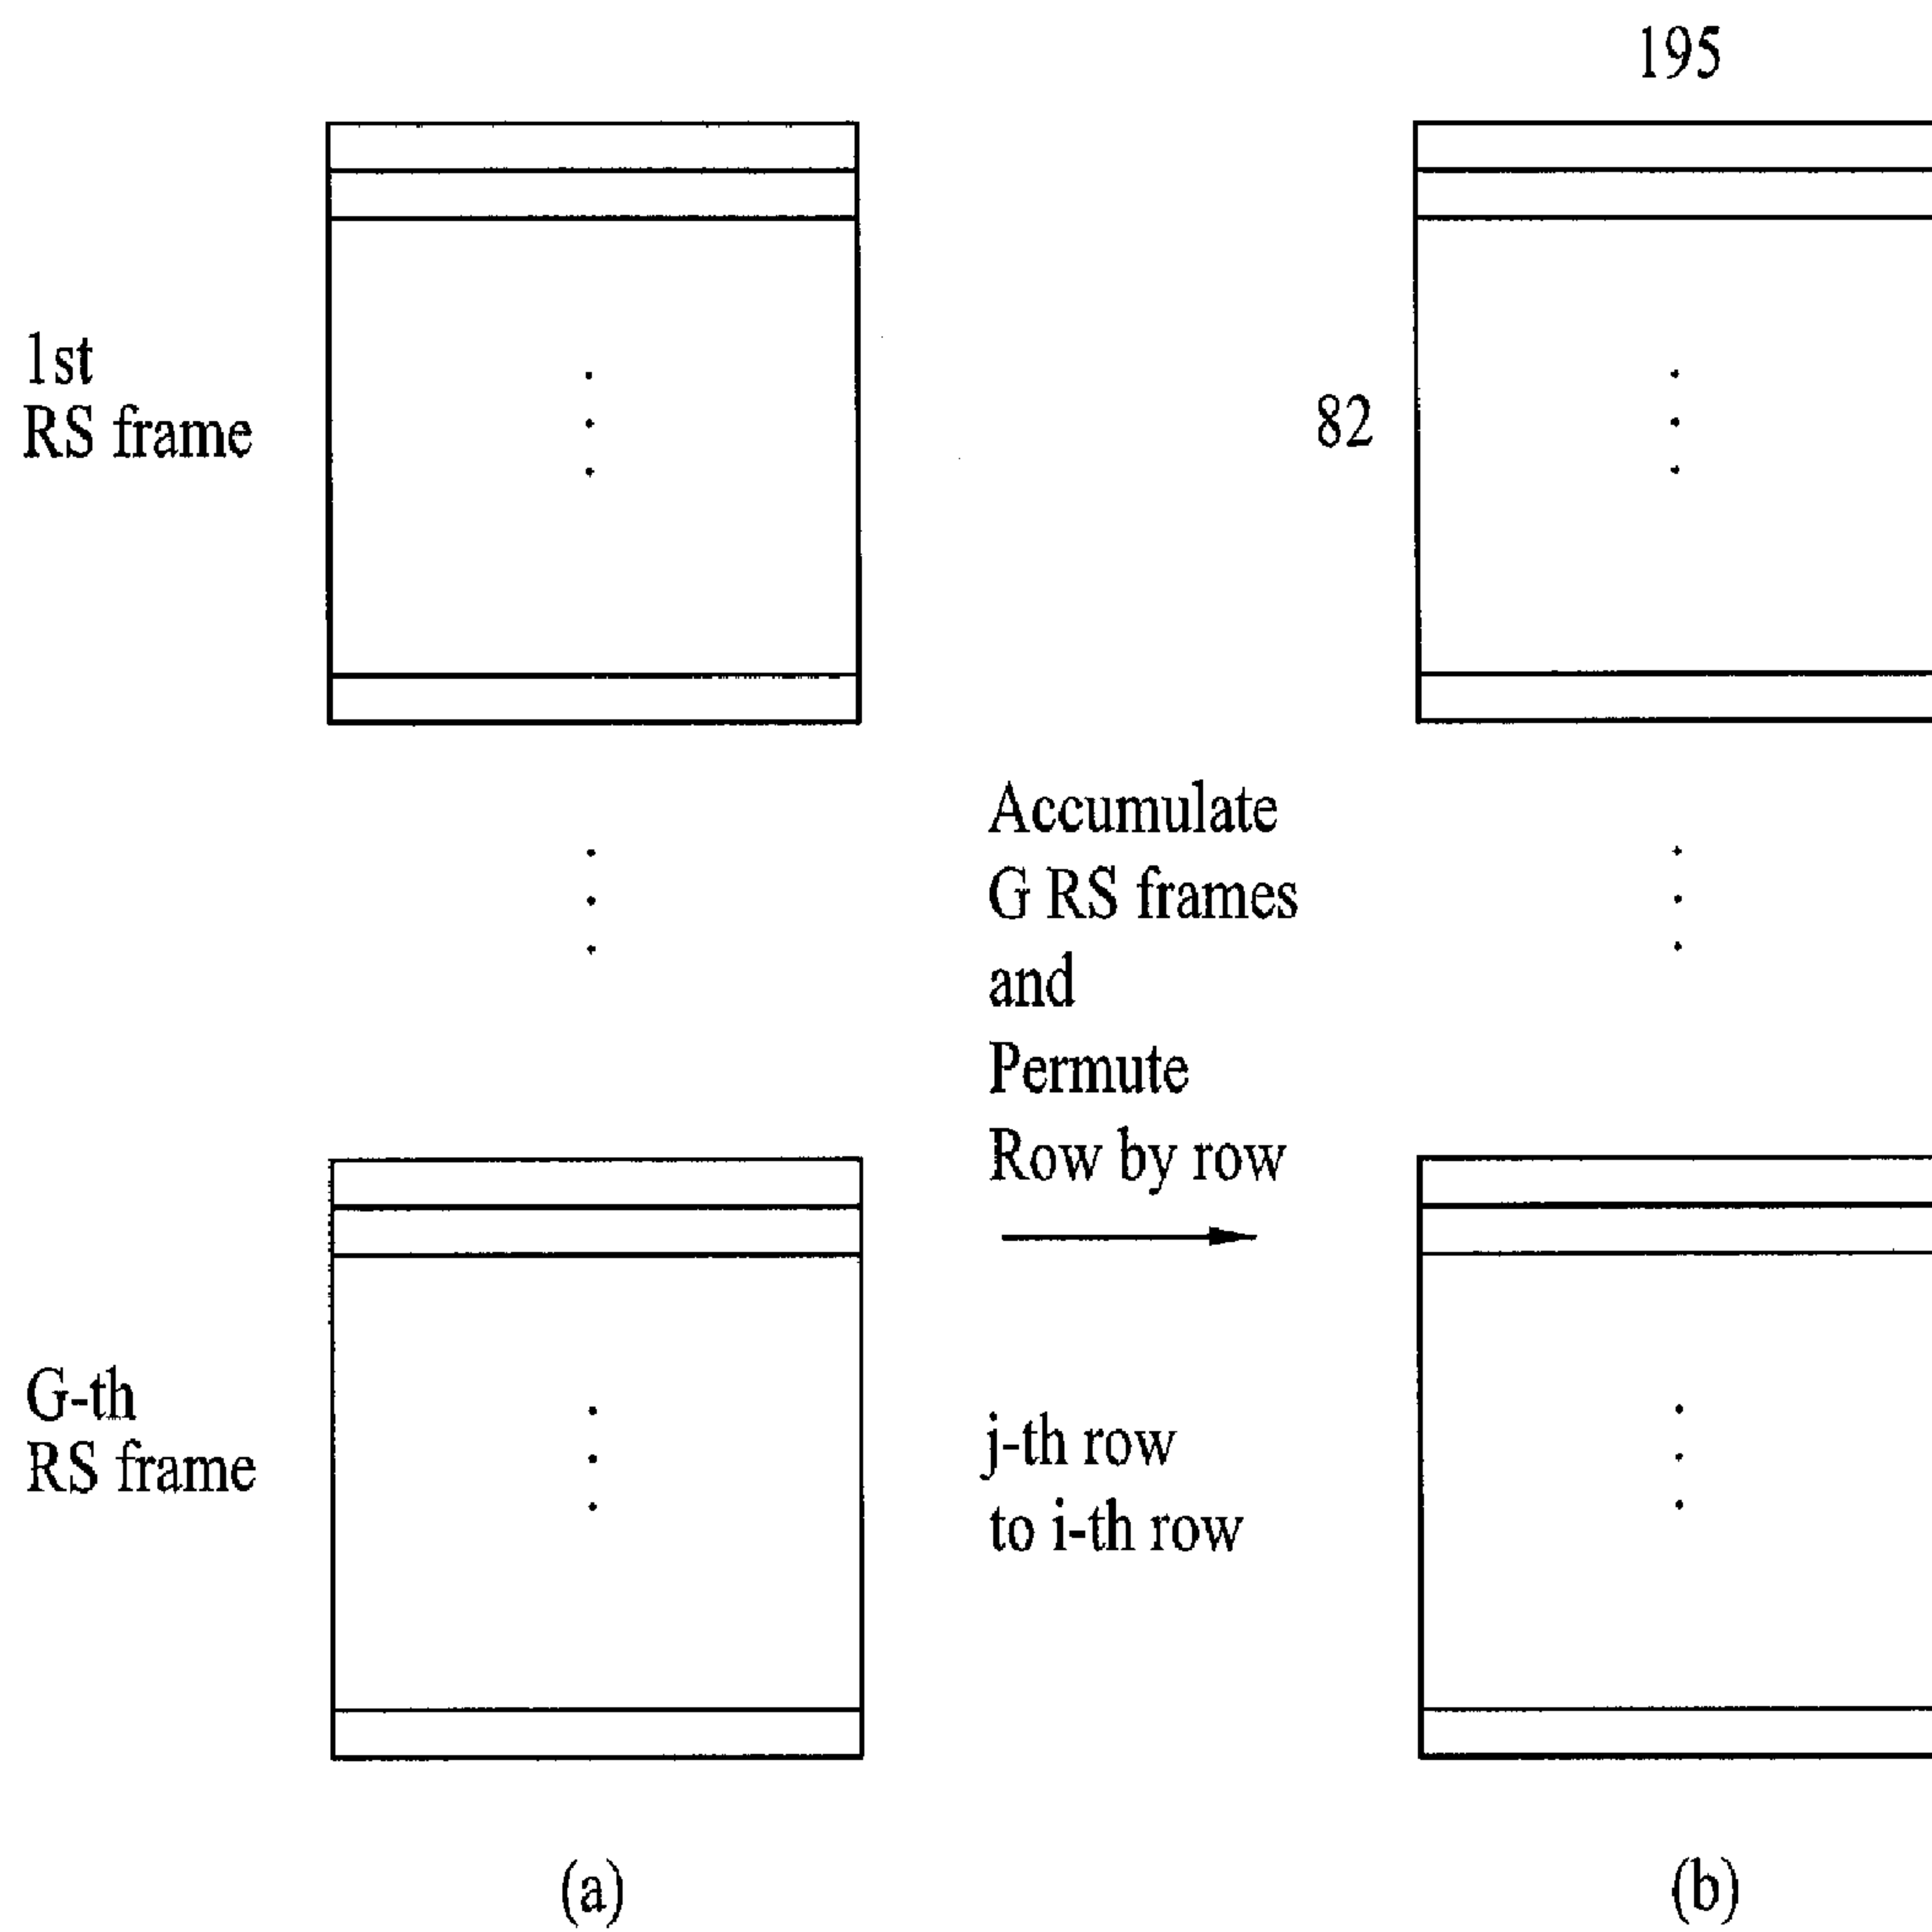 195
1st
RS frame
82
Accumulate
G RS frames
and
Permute
Row by row
G-th
RS frame
j-th row
to i-th row
(a)
(b)